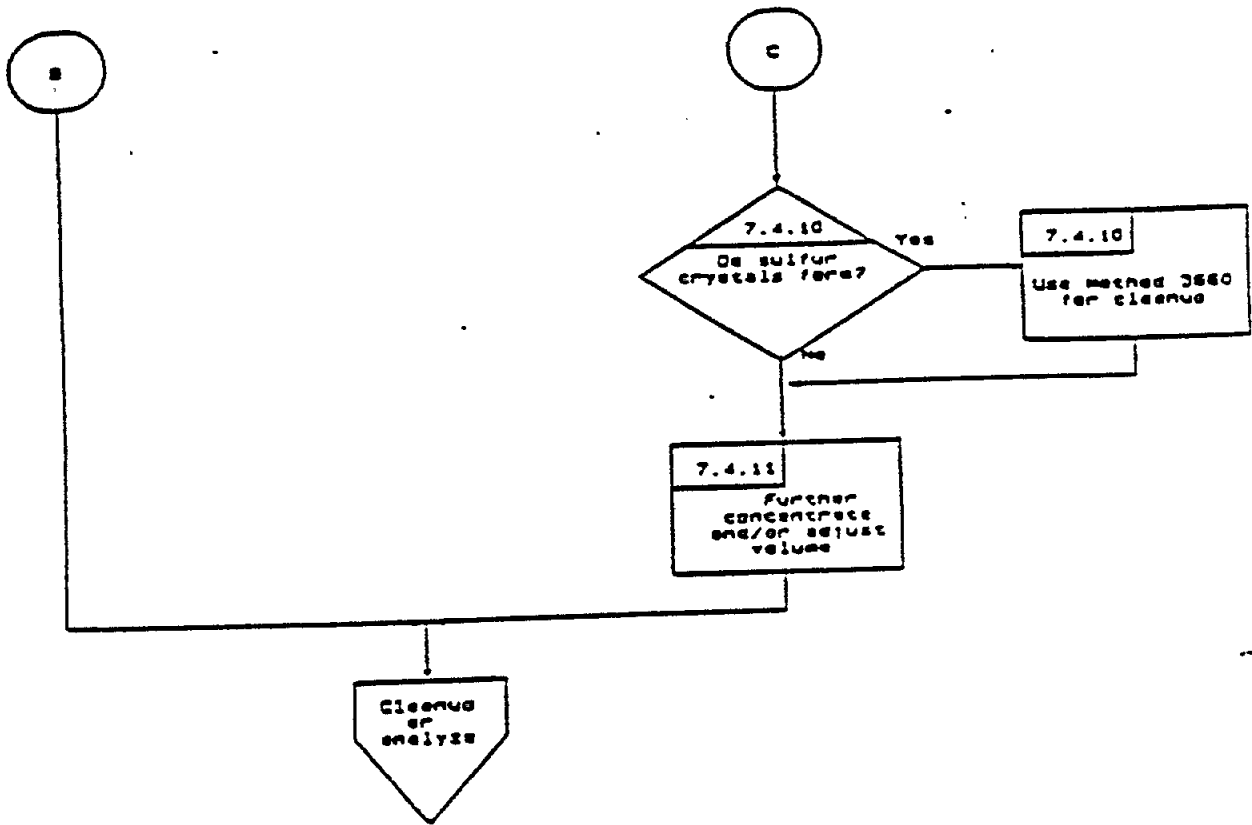 B
C
7.4.10
Do sulfur
crystals form?
Yes
No
7.4.10
Use Method 3660
for cleanup
7.4.11
Further
concentrate
and/or adjust
volume
Cleanup
or
analyze